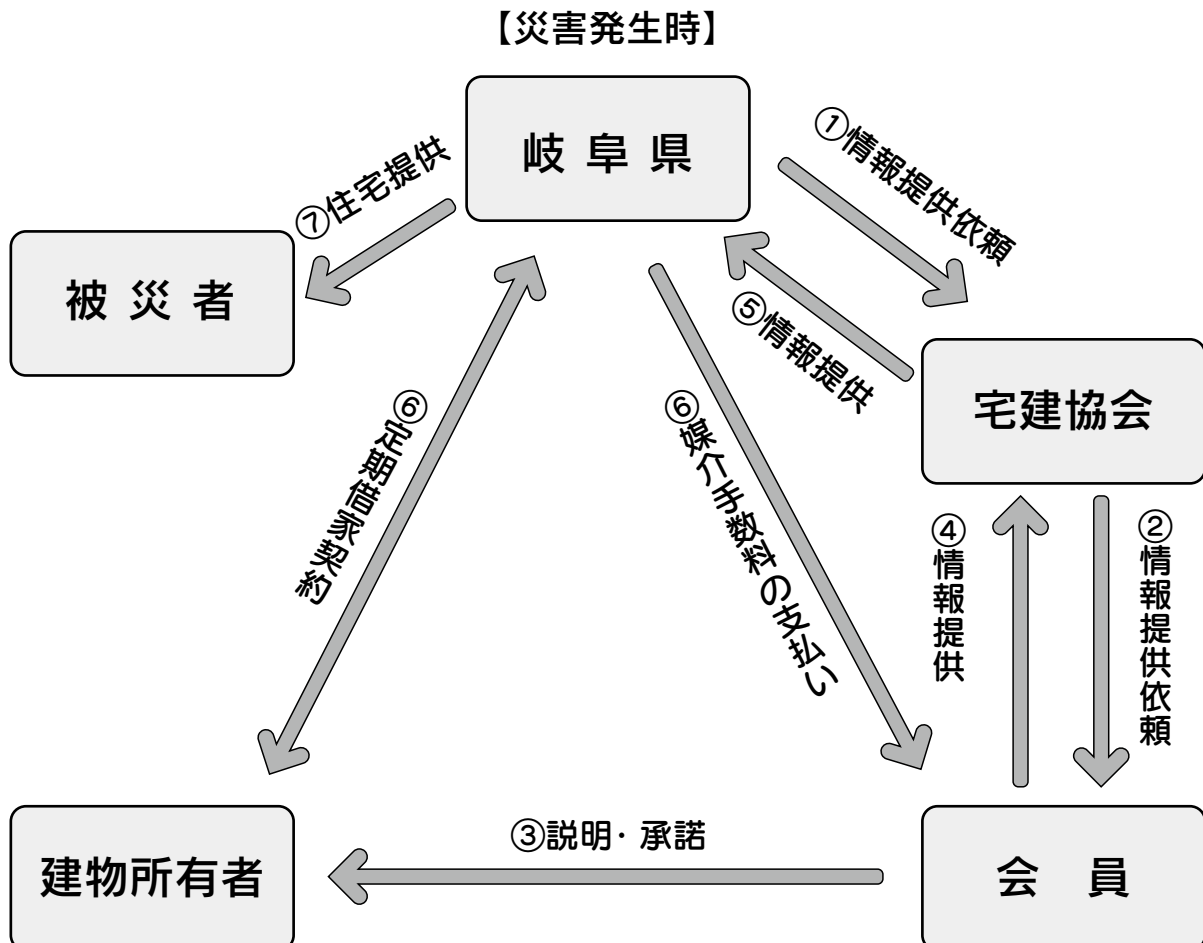 【災害発生時】
岐阜県
①情報提供依頼
⑦住宅提供
被災者
⑤情報提供
宅建協会
⑥定期借家契約
⑥媒介手数料の支払い
④情報提供
②情報提供依頼
③説明・承諾
建物所有者
会員